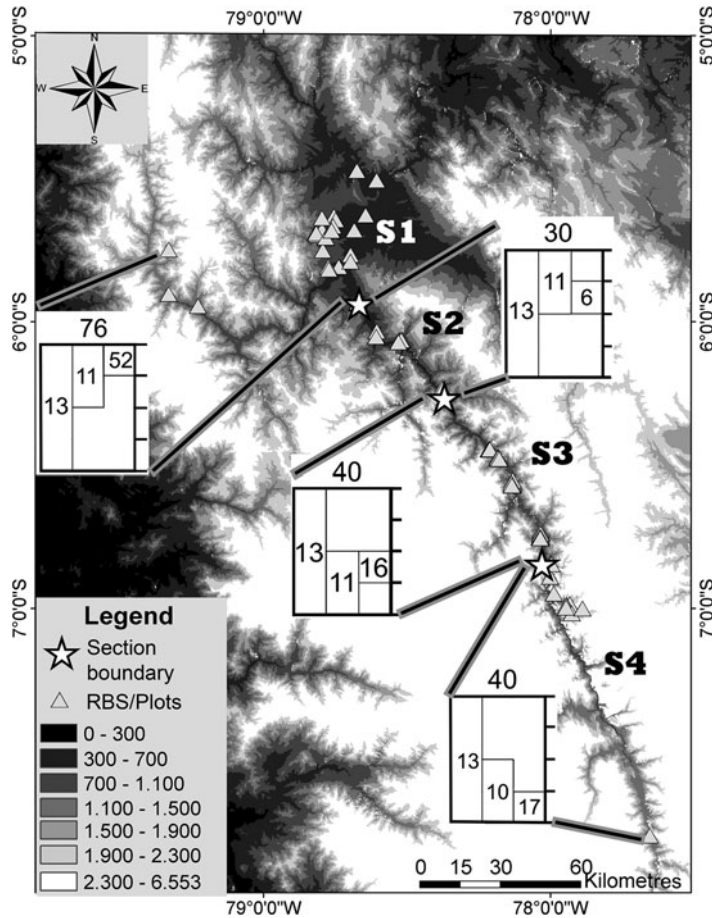 79°0'0"W 78°0'0"W
5°0'0"S 5°0'0"S
N
W E
S
S1
30
11
13 6
6°0'0"S 6°0'0"S
S2
76
52
11
13
S3
40
13 16
11
7°0'0"S 7°0'0"S
Legend
Section
boundary
RBS/Plots
0 - 300
300 - 700
700 - 1.100
1.100 - 1.500
1.500 - 1.900
1.900 - 2.300
2.300 - 6.553
S4
40
13
10 17
0 15 30 60
Kilometres
79°0'0"W 78°0'0"W